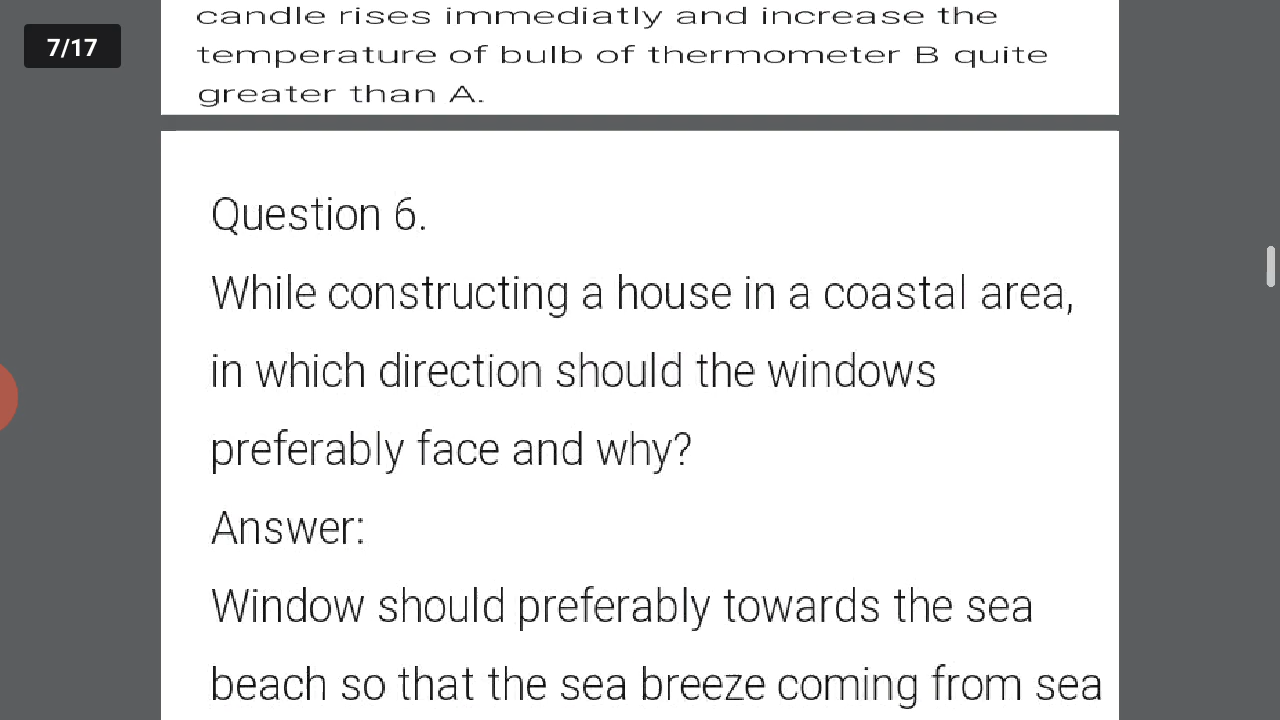 candle rises immediatly and increase the
7/17
temperature of bulb of thermometer B quite
greater than A.
Question 6.
While constructing a house in a coastal area,
in which direction should the windows
preferably face and why?
Answer:
Window should preferably towards the sea
beach so that the sea breeze coming from sea